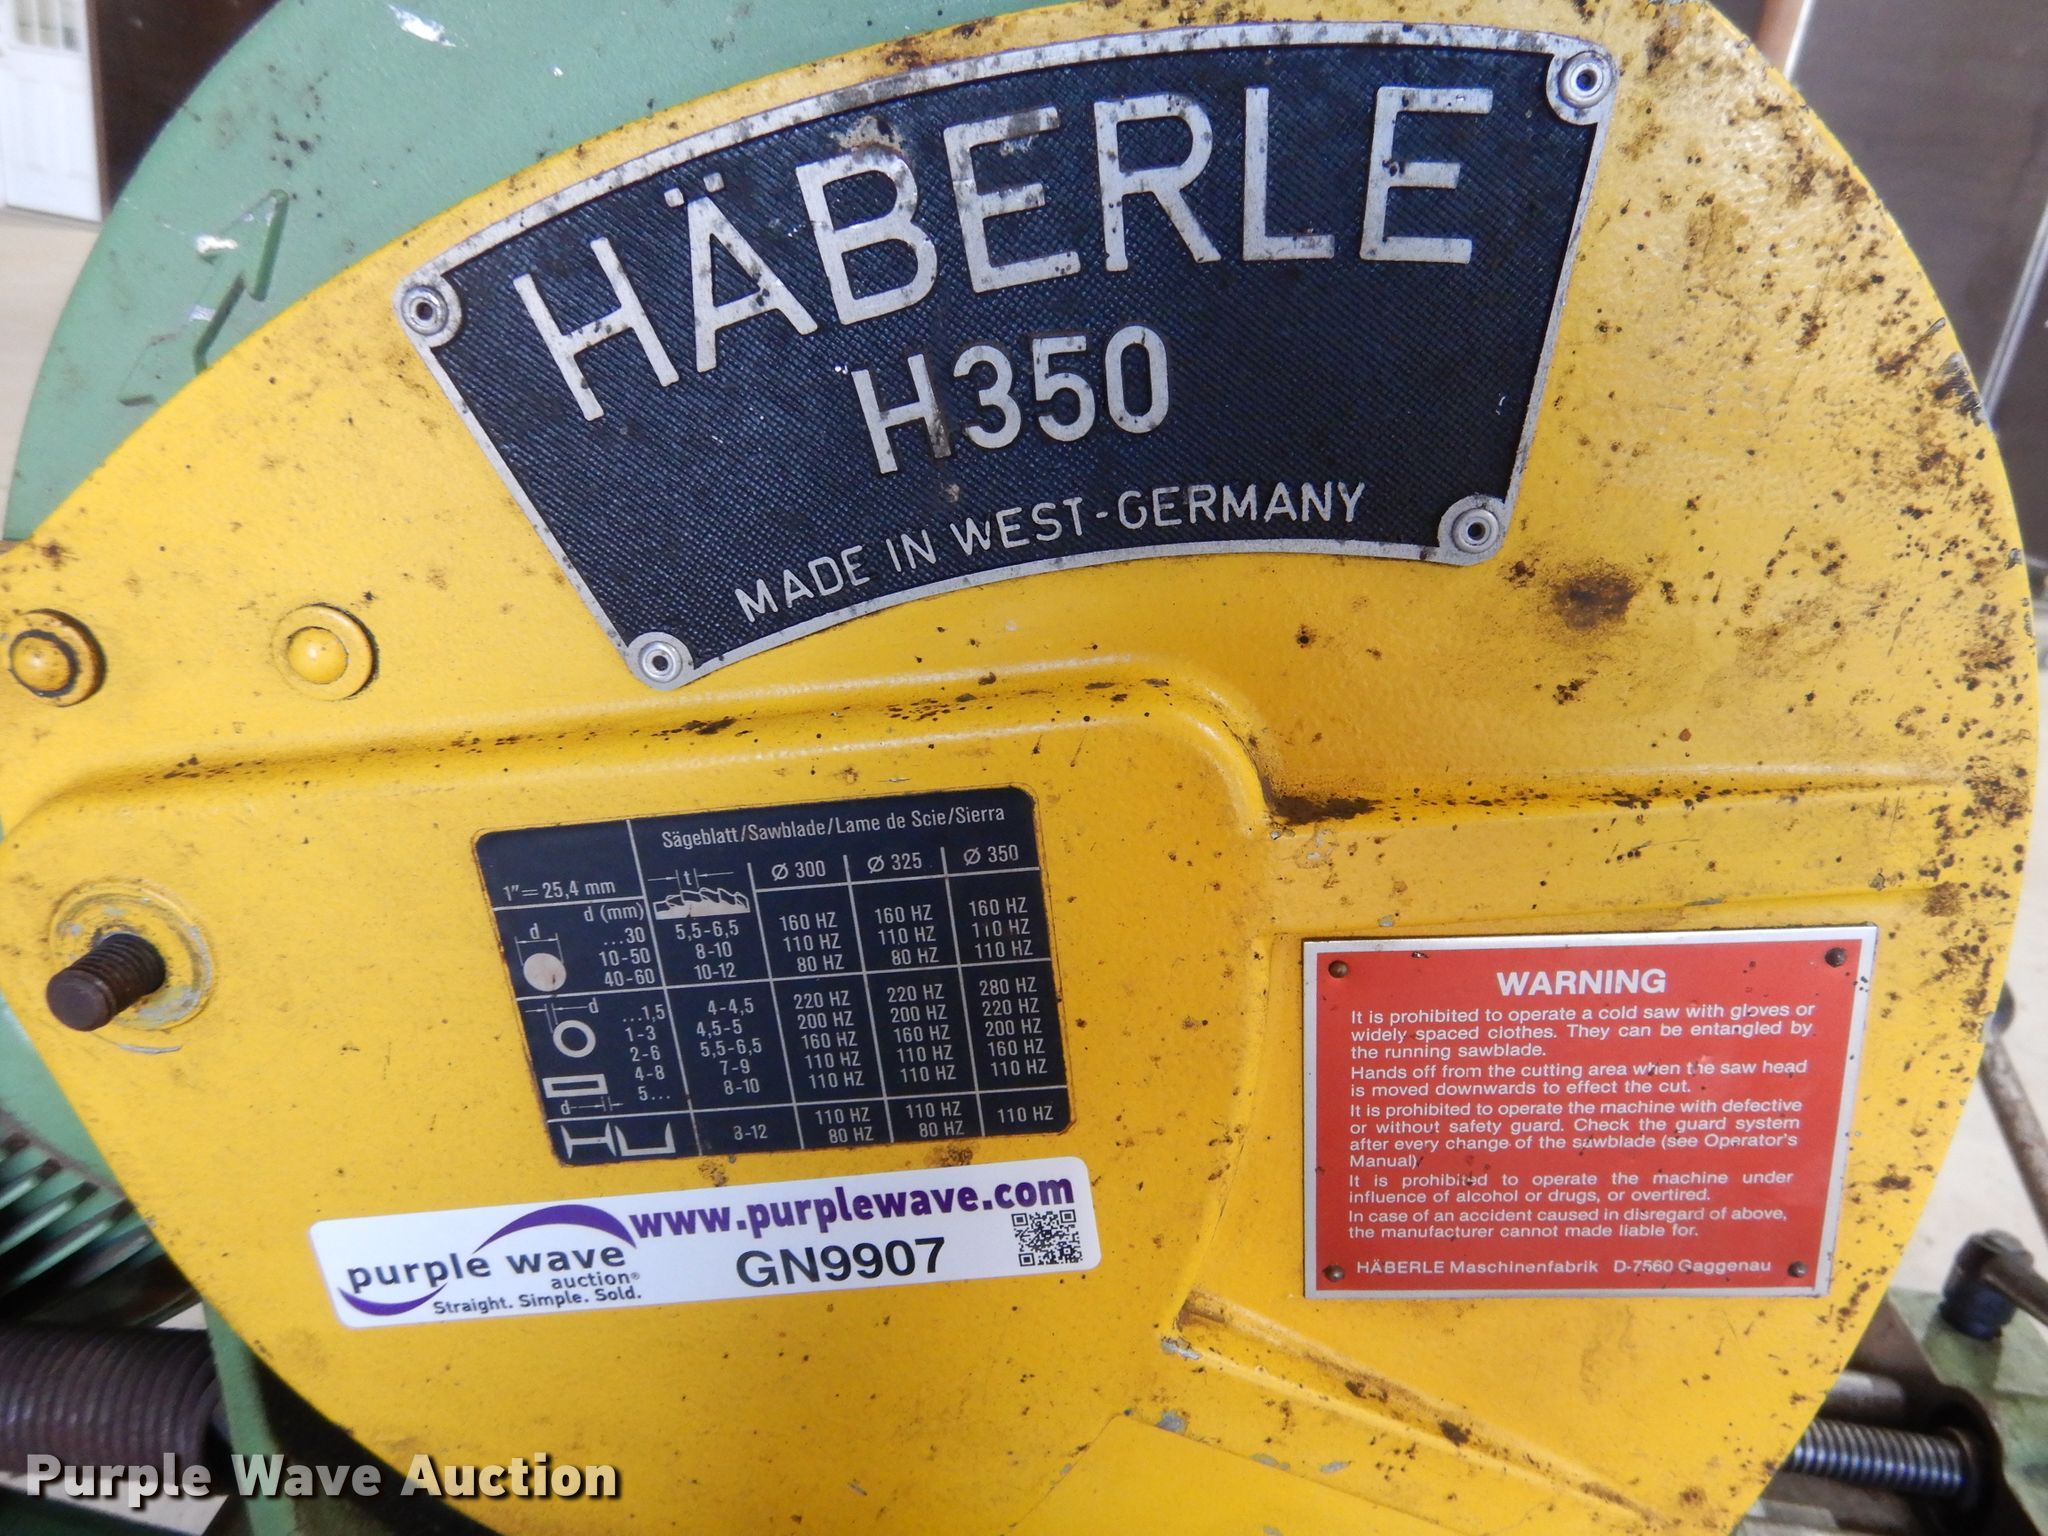 HÄBERLE
H350
MADE IN WEST-GERMANY
Sägeblatt/Sawblade/Lame de Scie/Sierra
1"=25,4 mm t Ø 300 Ø 325 Ø 350
d d (mm)
...30 5,5-6,5 160 HZ 160 HZ 160 HZ
10-50 8-10 110 HZ 110 HZ 110 HZ
40-60 10-12 80 HZ 80 HZ 110 HZ
d ...1,5 4-4,5 220 HZ 220 HZ 280 HZ
1-3 4,5-5 200 HZ 200 HZ 220 HZ
2-6 5,5-6,5 160 HZ 160 HZ 200 HZ
4-8 7-9 110 HZ 110 HZ 160 HZ
5... 8-10 110 HZ 110 HZ 110 HZ
d
8-12 110 HZ 110 HZ 110 HZ
80 HZ 80 HZ
WARNING
It is prohibited to operate a cold saw with gloves or
widely spaced clothes. They can be entangled by
the running sawblade.
Hands off from the cutting area when the saw head
is moved downwards to effect the cut.
It is prohibited to operate the machine with defective
or without safety guard. Check the guard system
after every change of the sawblade (see Operator's
Manual)
It is prohibited to operate the machine under
influence of alcohol or drugs, or overtired.
In case of an accident caused in disregard of above,
the manufacturer cannot made liable for.
HÄBERLE Maschinenfabrik D-7560 Gaggenau
purple wave
auction®
Straight. Simple. Sold.
www.purplewave.com
GN9907
Purple Wave Auction